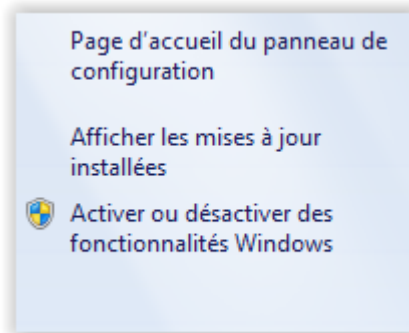 Page d'accueil du panneau de
configuration
Afficher les mises à jour
installées
Activer ou désactiver des
fonctionnalités Windows